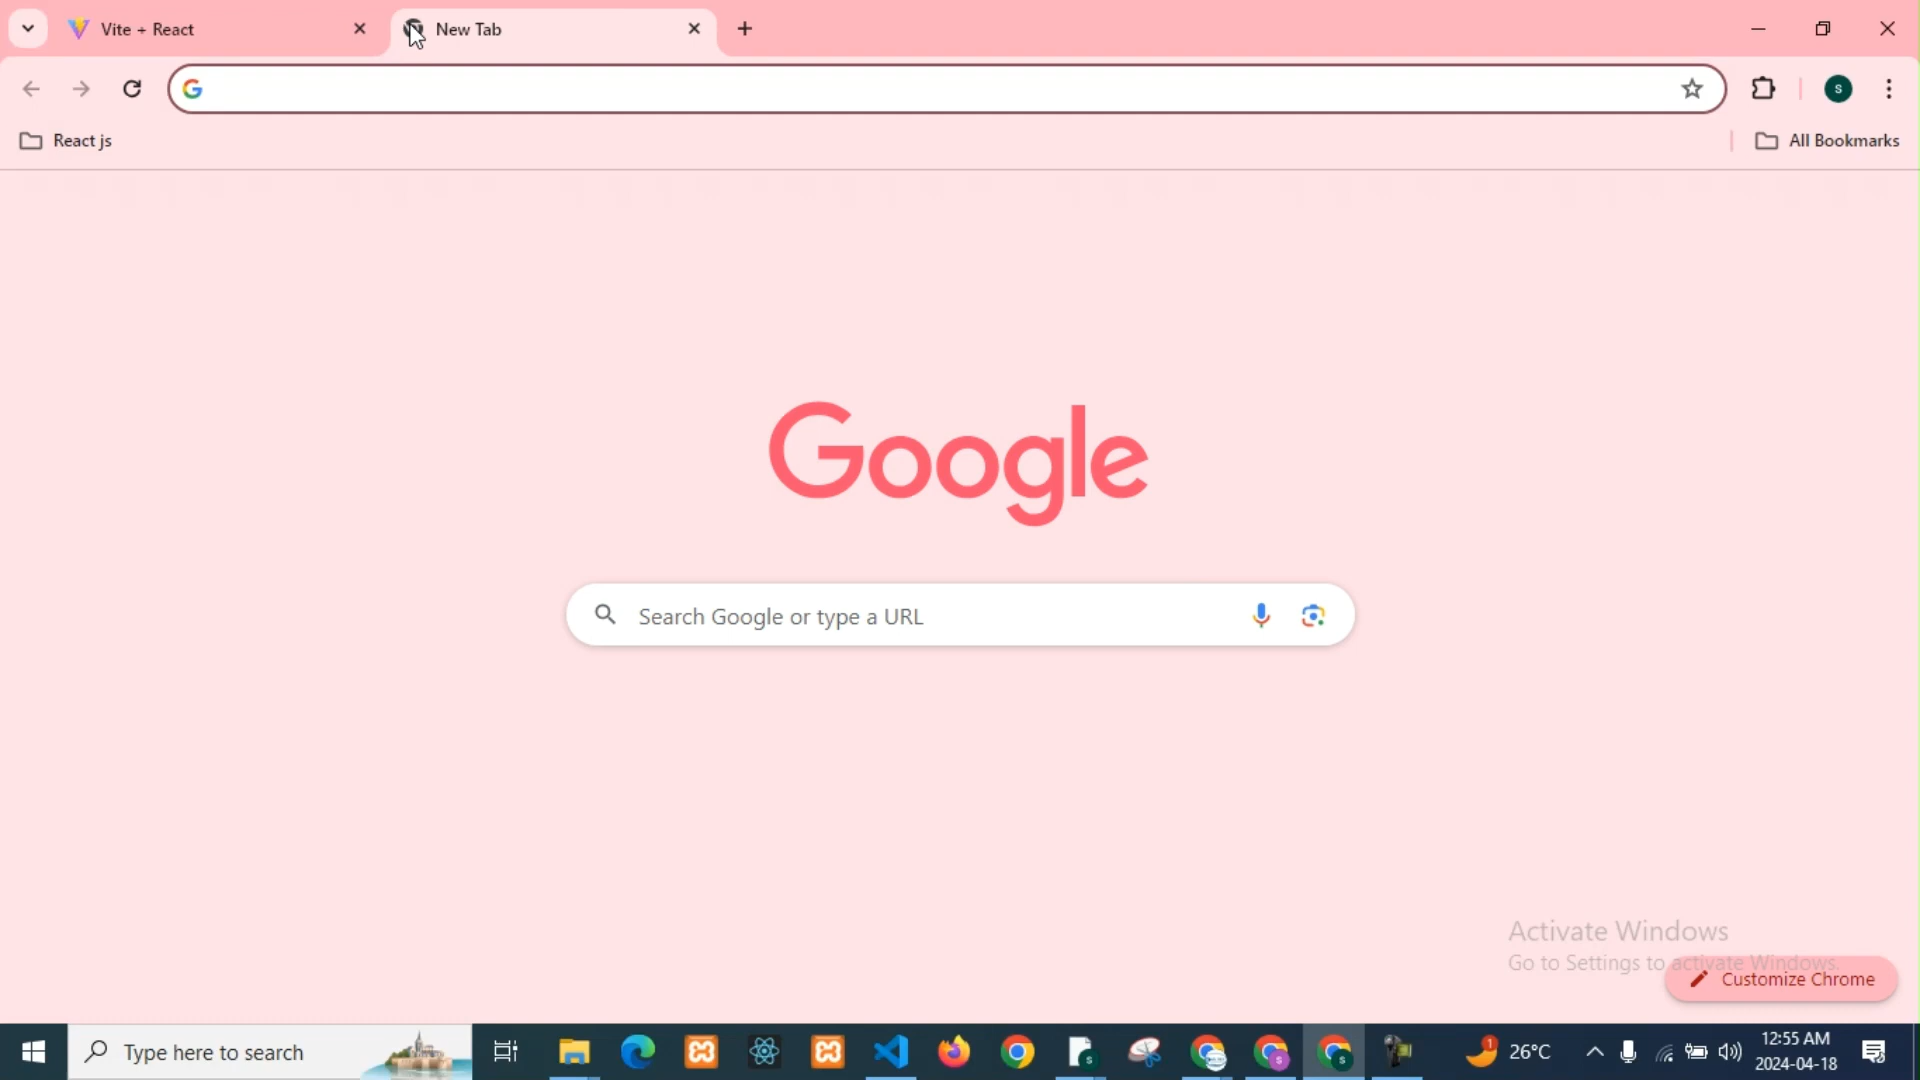 Vite + React
New Tab
React js
All Bookmarks
Google
Search Google or type a URL
Activate Windows
Go to Settings to activate Windows.
Customize Chrome
Type here to search
26°C
12:55 AM
2024-04-18